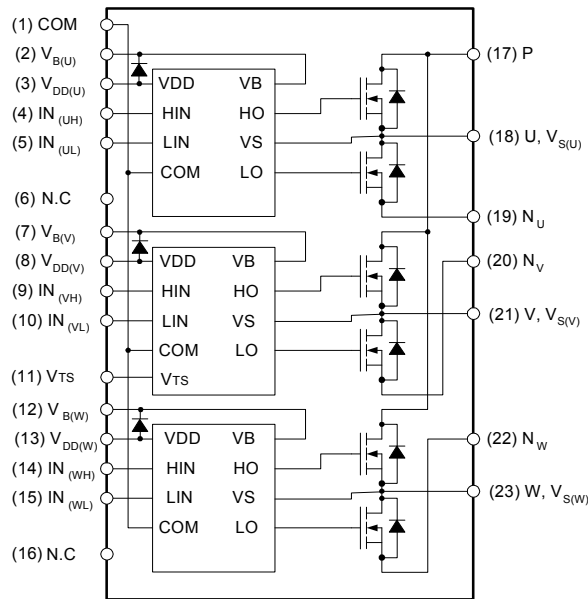 (1) COM
(2) VB(U)
(3) VDD(U)
(4) IN (UH)
(5) IN (UL)
(6) N.C
(7) VB(V)
(8) VDD(V)
(9) IN (VH)
(10) IN (VL)
(11) VTS
(12) VB(W)
(13) VDD(W)
(14) IN (WH)
(15) IN (WL)
(16) N.C
VDD VB
HIN HO
LIN VS
COM LO
VDD VB
HIN HO
LIN VS
COM LO
VTS
VDD VB
HIN HO
LIN VS
COM LO
(17) P
(18) U, VS(U)
(19) NU
(20) NV
(21) V, VS(V)
(22) NW
(23) W, VS(W)